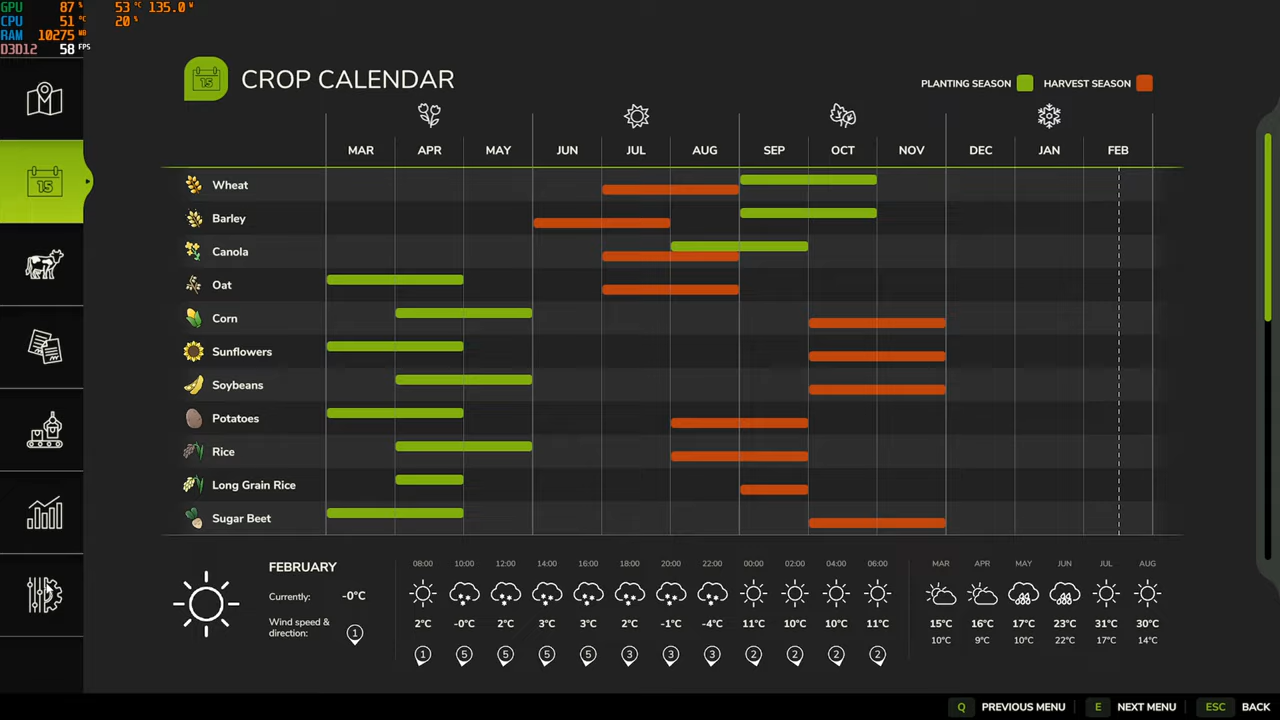 GPU 87 % 53 °C 135.0 W
CPU 51 °C 20 %
RAM 10275 MB
D3D12 58 FPS
15 CROP CALENDAR
PLANTING SEASON HARVEST SEASON
MAR APR MAY JUN JUL AUG SEP OCT NOV DEC JAN FEB
15
Wheat
Barley
Canola
Oat
Corn
Sunflowers
Soybeans
Potatoes
Rice
Long Grain Rice
Sugar Beet
FEBRUARY
Currently: -0°C
Wind speed & direction: 1
08:00 10:00 12:00 14:00 16:00 18:00 20:00 22:00 00:00 02:00 04:00 06:00
2°C -0°C 2°C 3°C 3°C 2°C -1°C -4°C 11°C 10°C 10°C 11°C
1 5 5 5 5 3 3 3 2 2 2 2
MAR APR MAY JUN JUL AUG
15°C 16°C 17°C 23°C 31°C 30°C
10°C 9°C 10°C 22°C 17°C 14°C
Q PREVIOUS MENU E NEXT MENU ESC BACK